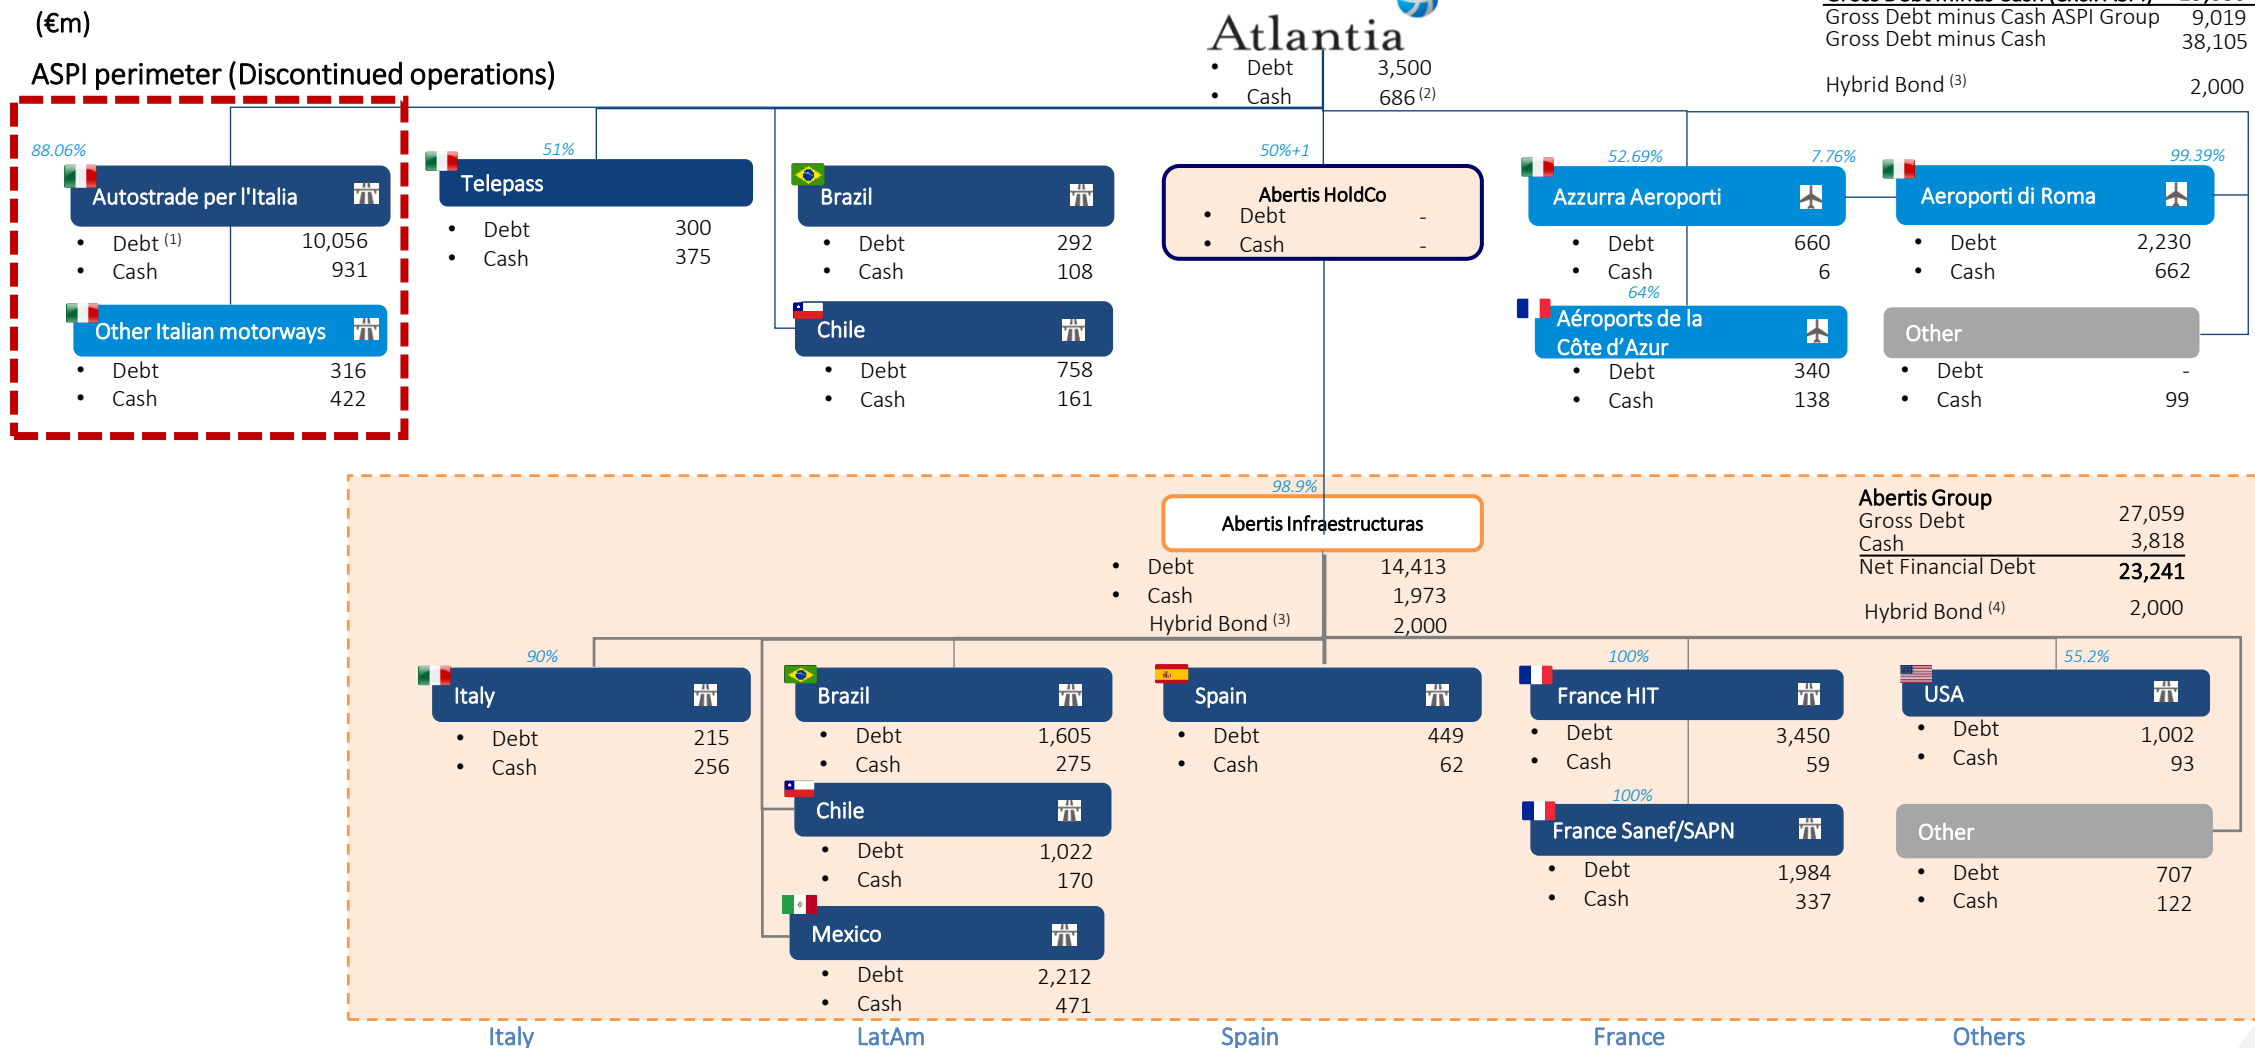 (€m)
ASPI perimeter (Discontinued operations)
Atlantia
• Debt 3,500
• Cash 686 (2)
Gross Debt minus Cash ASPI Group 9,019
Gross Debt minus Cash 38,105
Hybrid Bond (3) 2,000
88.06%
Autostrade per l'Italia
• Debt (1) 10,056
• Cash 931
Other Italian motorways
• Debt 316
• Cash 422
51%
Telepass
• Debt 300
• Cash 375
Brazil
• Debt 292
• Cash 108
Chile
• Debt 758
• Cash 161
50%+1
Abertis HoldCo
• Debt -
• Cash -
52.69%
7.76%
Azzurra Aeroporti
• Debt 660
• Cash 6
64%
Aéroports de la
Côte d'Azur
• Debt 340
• Cash 138
99.39%
Aeroporti di Roma
• Debt 2,230
• Cash 662
Other
• Debt -
• Cash 99
98.9%
Abertis Infraestructuras
• Debt 14,413
• Cash 1,973
Hybrid Bond (3) 2,000
Abertis Group
Gross Debt 27,059
Cash 3,818
Net Financial Debt 23,241
Hybrid Bond (4) 2,000
90%
Italy
• Debt 215
• Cash 256
Brazil
• Debt 1,605
• Cash 275
Chile
• Debt 1,022
• Cash 170
Mexico
• Debt 2,212
• Cash 471
Spain
• Debt 449
• Cash 62
100%
France HIT
• Debt 3,450
• Cash 59
100%
France Sanef/SAPN
• Debt 1,984
• Cash 337
55.2%
USA
• Debt 1,002
• Cash 93
Other
• Debt 707
• Cash 122
Italy
LatAm
Spain
France
Others